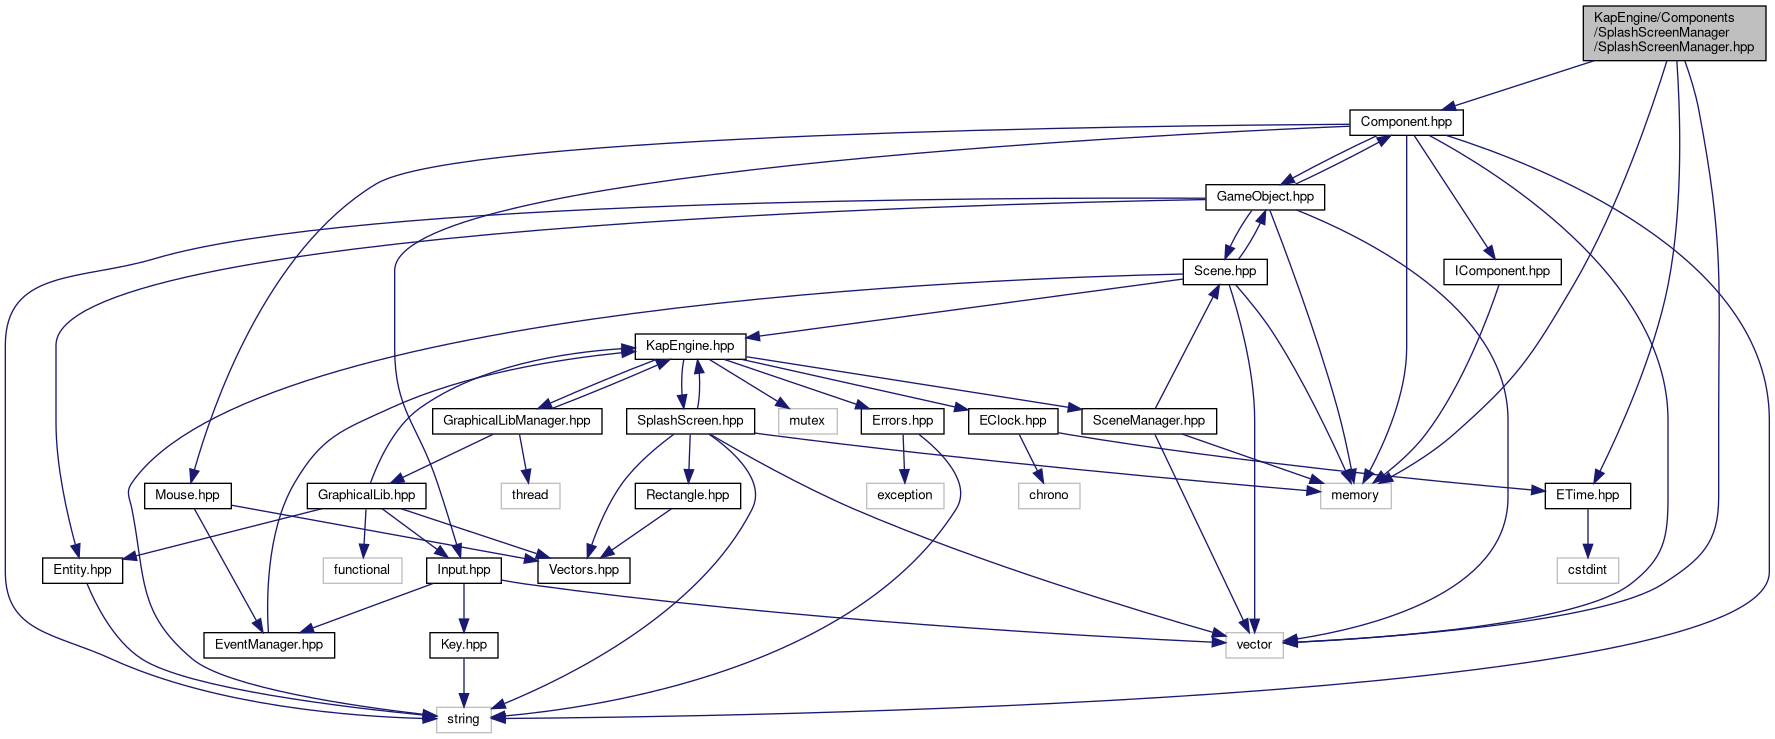 KapEngine/Components
/SplashScreenManager
/SplashScreenManager.hpp
Component.hpp
GameObject.hpp
Scene.hpp
IComponent.hpp
KapEngine.hpp
GraphicalLibManager.hpp
SplashScreen.hpp
mutex
Errors.hpp
EClock.hpp
SceneManager.hpp
Mouse.hpp
GraphicalLib.hpp
thread
Rectangle.hpp
exception
chrono
memory
ETime.hpp
Entity.hpp
functional
Input.hpp
Vectors.hpp
cstdint
EventManager.hpp
Key.hpp
vector
string